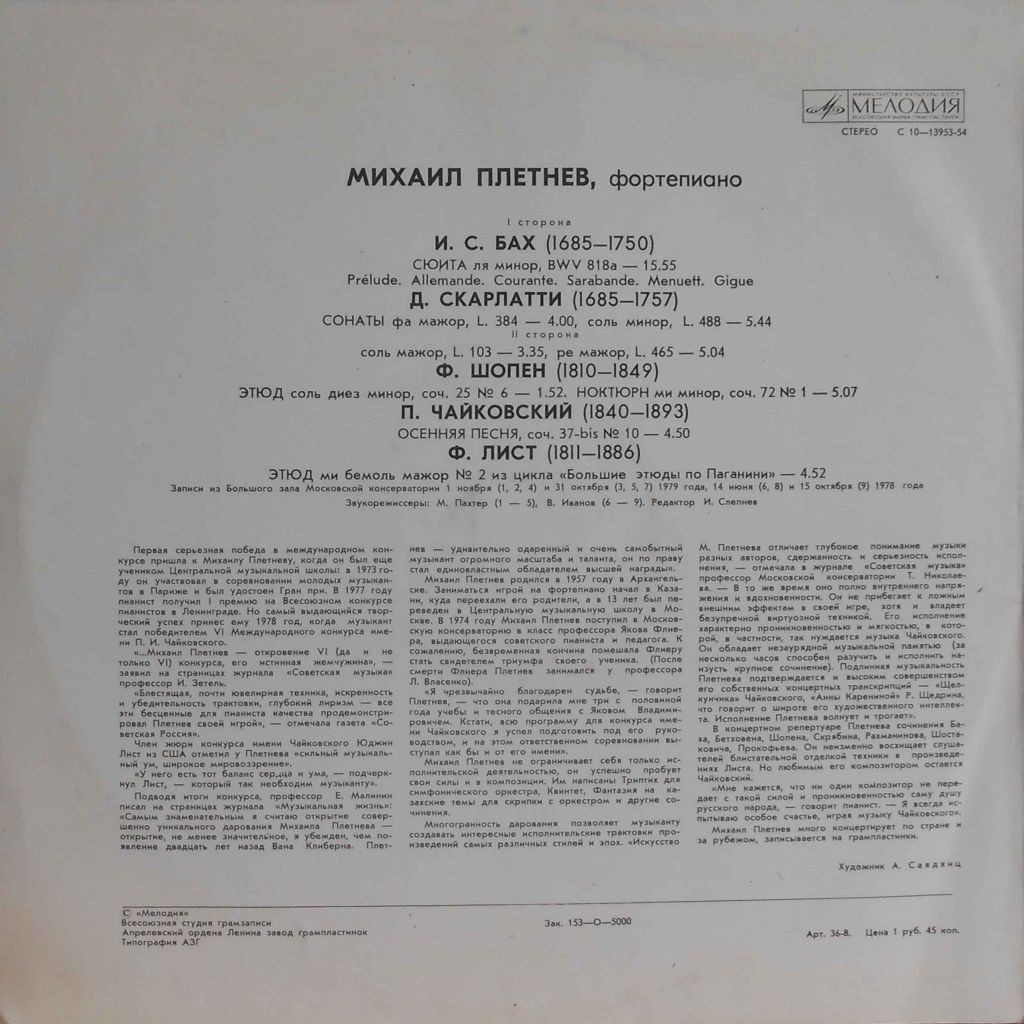 МИНИСТЕРСТВО КУЛЬТУРЫ СССР
МЕЛОДИЯ
ВСЕСОЮЗНАЯ ФИРМА ГРАМПЛАСТИНОК
СТЕРЕО С 10—13953-54
МИХАИЛ ПЛЕТНЕВ, фортепиано
I сторона
И. С. БАХ (1685—1750)
СЮИТА ля минор, BWV 818a — 15.55
Prélude. Allemande. Courante. Sarabande. Menuett. Gigue
Д. СКАРЛАТТИ (1685—1757)
СОНАТЫ фа мажор, L. 384 — 4.00, соль минор, L. 488 — 5.44
II сторона
соль мажор, L. 103 — 3.35, ре мажор, L. 465 — 5.04
Ф. ШОПЕН (1810—1849)
ЭТЮД соль диез минор, соч. 25 № 6 — 1.52. НОКТЮРН ми минор, соч. 72 № 1 — 5.07
П. ЧАЙКОВСКИЙ (1840—1893)
ОСЕННЯЯ ПЕСНЯ, соч. 37-bis № 10 — 4.50
Ф. ЛИСТ (1811—1886)
ЭТЮД ми бемоль мажор № 2 из цикла «Большие этюды по Паганини» — 4.52
Записи из Большого зала Московской консерватории 1 ноября (1, 2, 4) и 31 октября (3, 5, 7) 1979 года, 14 июня (6, 8) и 15 октября (9) 1978 года
Звукорежиссеры: М. Пахтер (1 — 5), В. Иванов (6 — 9). Редактор И. Слепнев
Первая серьезная победа в международном кон-
курсе пришла к Михаилу Плетневу, когда он был еще
учеником Центральной музыкальной школы: в 1973 го-
ду он участвовал в соревновании молодых музыкан-
тов в Париже и был удостоен Гран при. В 1977 году
пианист получил I премию на Всесоюзном конкурсе
пианистов в Ленинграде. Но самый выдающийся твор-
ческий успех принес ему 1978 год, когда музыкант
стал победителем VI Международного конкурса име-
ни П. И. Чайковского.
«...Михаил Плетнев — откровение VI (да и не
только VI) конкурса, его истинная жемчужина», —
заявил на страницах журнала «Советская музыка»
профессор И. Зетель.
«Блестящая, почти ювелирная техника, искренность
и убедительность трактовки, глубокий лиризм — все
эти бесценные для пианиста качества продемонстри-
ровал Плетнев своей игрой», — отмечала газета «Со-
ветская Россия».
Член жюри конкурса имени Чайковского Юджин
Лист из США отметил у Плетнева «сильный музыкаль-
ный ум, широкое мировоззрение».
«У него есть тот баланс сердца и ума, — подчерк-
нул Лист, — который так необходим музыканту».
Подводя итоги конкурса, профессор Е. Малинин
писал на страницах журнала «Музыкальная жизнь»:
«Самым знаменательным я считаю открытие совер-
шенно уникального дарования Михаила Плетнева —
открытие, не менее значительное, я убежден, чем по-
явление двадцать лет назад Вана Клиберна. Плет-
нев — удивительно одаренный и очень самобытный
музыкант огромного масштаба и таланта, он по праву
стал единовластным обладателем высшей награды».
Михаил Плетнев родился в 1957 году в Архангель-
ске. Заниматься игрой на фортепиано начал в Каза-
ни, куда переехали его родители, а в 13 лет был пе-
реведен в Центральную музыкальную школу в Мо-
скве. В 1974 году Михаил Плетнев поступил в Москов-
скую консерваторию в класс профессора Якова Флие-
ра, выдающегося советского пианиста и педагога. К
сожалению, безвременная кончина помешала Флиеру
стать свидетелем триумфа своего ученика. (После
смерти Флиера Плетнев занимался у профессора
Л. Власенко).
«Я чрезвычайно благодарен судьбе, — говорит
Плетнев, — что она подарила мне три с половиной
года учебы и тесного общения с Яковом Владими-
ровичем. Кстати, всю программу для конкурса име-
ни Чайковского я успел подготовить под его руко-
водством, и на этом ответственном соревновании вы-
ступал как бы и от его имени».
Михаил Плетнев не ограничивает себя только ис-
полнительской деятельностью, он успешно пробует
свои силы и в композиции. Им написаны Триптих для
симфонического оркестра, Квинтет, Фантазия на ка-
захские темы для скрипки с оркестром и другие со-
чинения.
Многогранность дарования позволяет музыканту
создавать интересные исполнительские трактовки про-
изведений самых различных стилей и эпох. «Искусство
М. Плетнева отличает глубокое понимание музыки
разных авторов, сдержанность и серьезность испол-
нения, — отмечала в журнале «Советская музыка»
профессор Московской консерватории Т. Николае-
ва. — В то же время оно полно внутреннего напря-
жения и вдохновенности. Он не прибегает к ложным
внешним эффектам в своей игре, хотя и владеет
безупречной виртуозной техникой. Его исполнение
характерно проникновенностью и мягкостью, в кото-
рой, в частности, так нуждается музыка Чайковского.
Он обладает незаурядной музыкальной памятью (за
несколько часов способен разучить и исполнить на-
изусть крупное сочинение). Подлинная музыкальность
Плетнева подтверждается и высоким совершенством
его собственных концертных транскрипций — «Щел-
кунчика» Чайковского, «Анны Карениной» Р. Щедрина,
что говорит о широте его художественного интеллек-
та. Исполнение Плетнева волнует и трогает».
В концертном репертуаре Плетнева сочинения Ба-
ха, Бетховена, Шопена, Скрябина, Рахманинова, Шоста-
ковича, Прокофьева. Он неизменно восхищает слуша-
телей блистательной отделкой техники в произведе-
ниях Листа. Но любимым его композитором остается
Чайковский.
«Мне кажется, что ни один композитор не пере-
дает с такой силой и проникновенностью саму душу
русского народа, — говорит пианист. — Я всегда ис-
пытываю особое счастье, играя музыку Чайковского».
Михаил Плетнев много концертирует по стране и
за рубежом, записывается на грампластинки.
Художник А. Саядянц
© «Мелодия»
Всесоюзная студия грамзаписи
Апрелевский ордена Ленина завод грампластинок
Типография АЗГ
Зак. 153—О—5000
Арт. 36-8. Цена 1 руб. 45 коп.